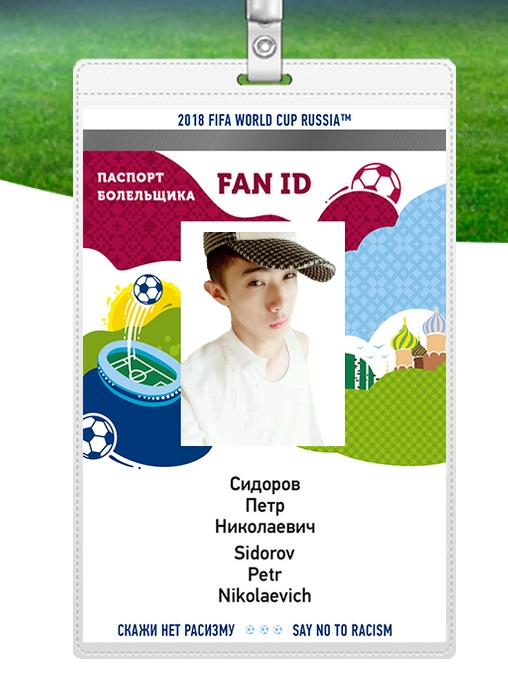 2018 FIFA WORLD CUP RUSSIA™
ПАСПОРТ
БОЛЕЛЬЩИКА
FAN ID
Сидоров
Петр
Николаевич
Sidorov
Petr
Nikolaevich
СКАЖИ НЕТ РАСИЗМУ SAY NO TO RACISM